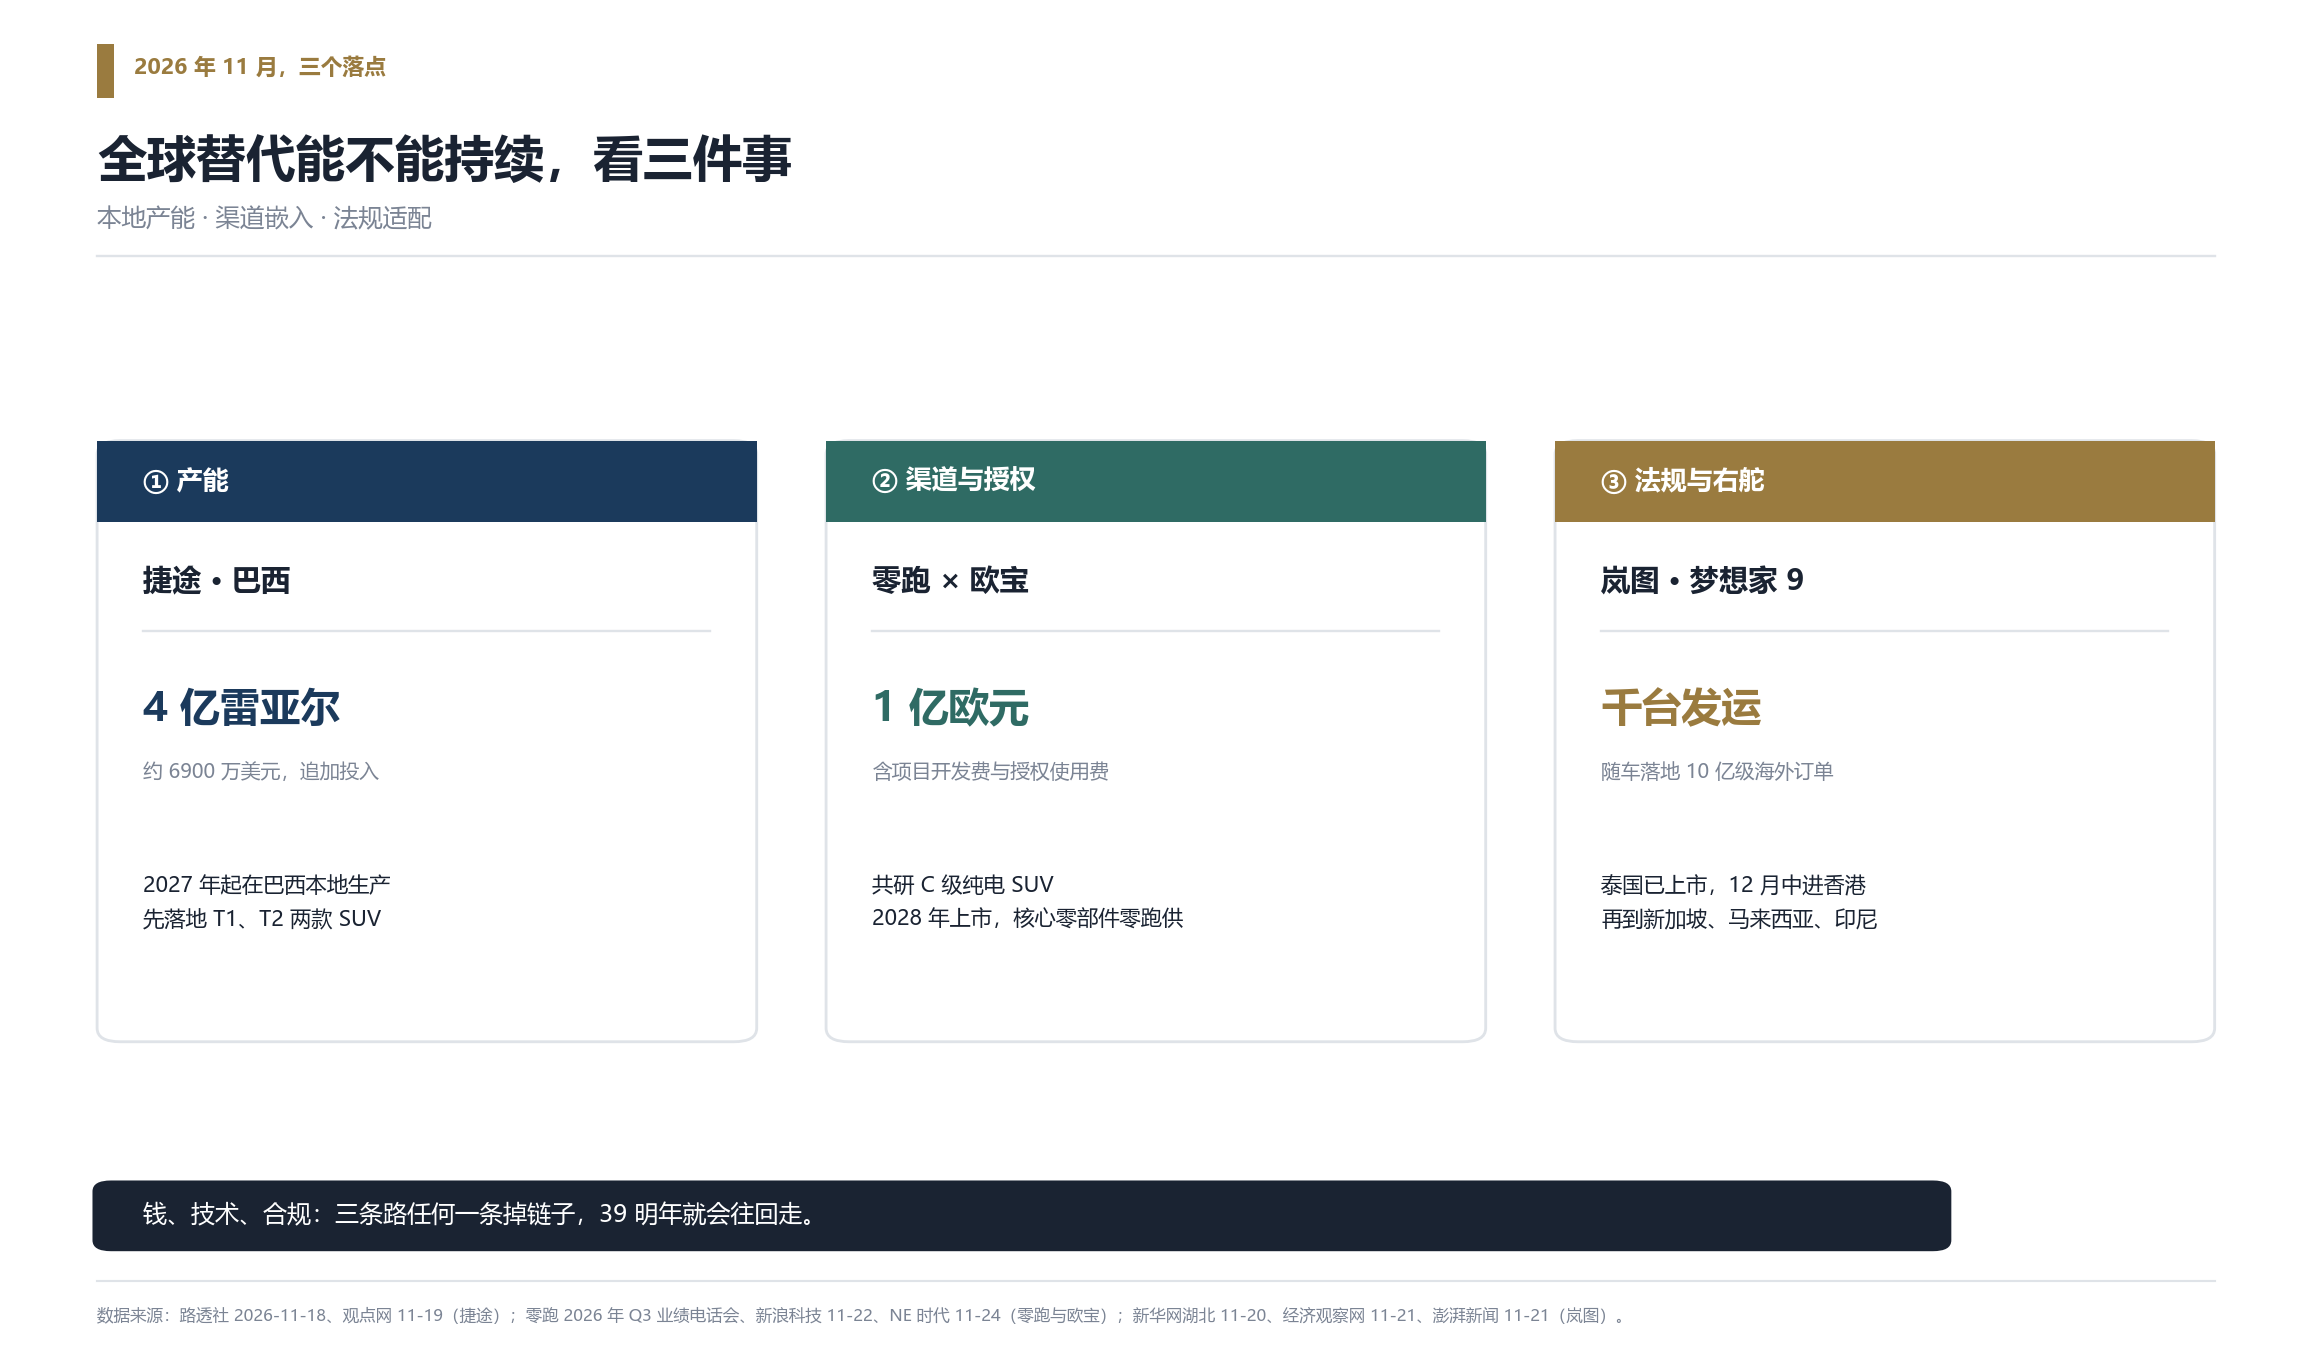 2026 年 11 月，三个落点
全球替代能不能持续，看三件事
本地产能 · 渠道嵌入 · 法规适配
① 产能
捷途 • 巴西
4 亿雷亚尔
约 6900 万美元，追加投入
2027 年起在巴西本地生产
先落地 T1、T2 两款 SUV
② 渠道与授权
零跑 × 欧宝
1 亿欧元
含项目开发费与授权使用费
共研 C 级纯电 SUV
2028 年上市，核心零部件零跑供
③ 法规与右舵
岚图 • 梦想家 9
千台发运
随车落地 10 亿级海外订单
泰国已上市，12 月中进香港
再到新加坡、马来西亚、印尼
钱、技术、合规：三条路任何一条掉链子，39 明年就会往回走。
数据来源：路透社 2026-11-18、观点网 11-19（捷途）；零跑 2026 年 Q3 业绩电话会、新浪科技 11-22、NE 时代 11-24（零跑与欧宝）；新华网湖北 11-20、经济观察网 11-21、澎湃新闻 11-21（岚图）。